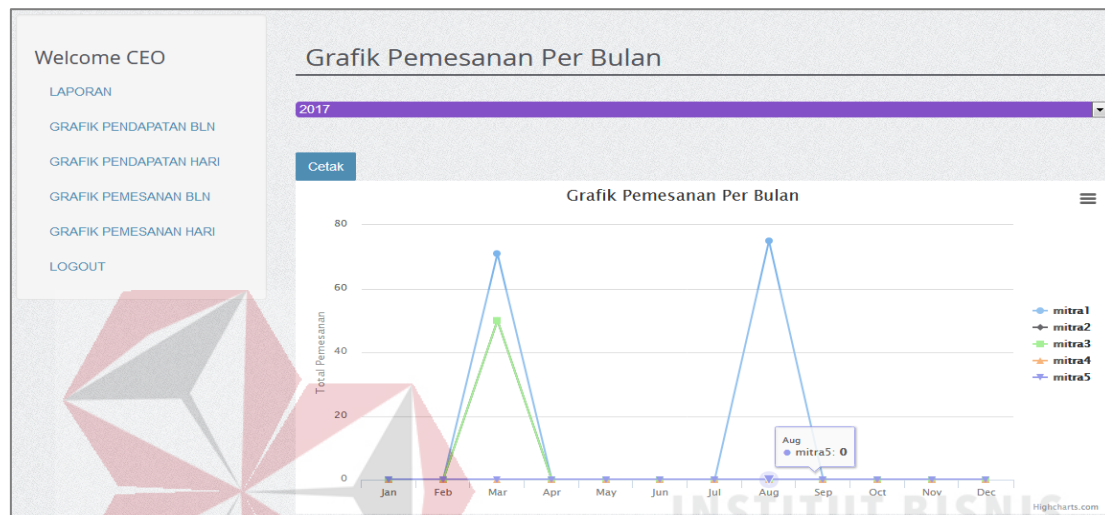 Welcome CEO
LAPORAN
GRAFIK PENDAPATAN BLN
GRAFIK PENDAPATAN HARI
GRAFIK PEMESANAN BLN
GRAFIK PEMESANAN HARI
LOGOUT
Grafik Pemesanan Per Bulan
2017
Cetak
Grafik Pemesanan Per Bulan
Total Pemesanan
80
60
40
20
0
Jan Feb Mar Apr May Jun Jul Aug Sep Oct Nov Dec
Aug
mitra5: 0
mitra1
mitra2
mitra3
mitra4
mitra5
Highcharts.com
INSTITUT BISNIS